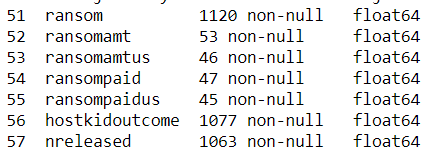 51 ransom 1120 non-null float64
52 ransomamt 53 non-null float64
53 ransomamtus 46 non-null float64
54 ransompaid 47 non-null float64
55 ransompaidus 45 non-null float64
56 hostkidoutcome 1077 non-null float64
57 nreleased 1063 non-null float64